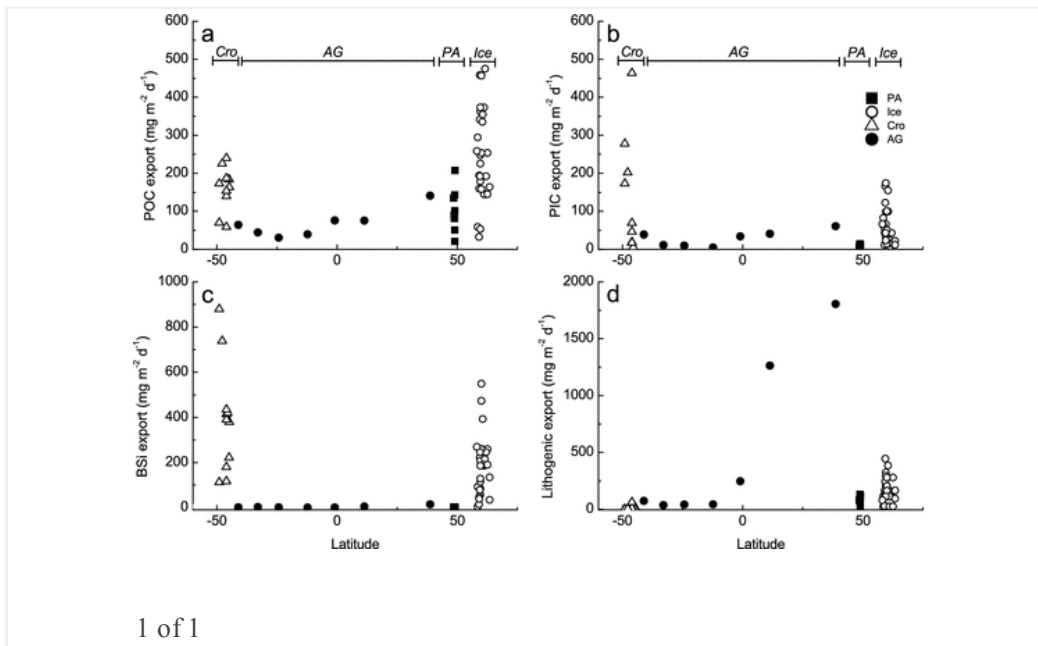 a
Cro AG PA Ice
600
500
400
300
200
100
0
POC export (mg m⁻² d⁻¹)
-50 0 50
b
Cro AG PA Ice
600
500
400
300
200
100
0
PIC export (mg m⁻² d⁻¹)
PA
Ice
Cro
AG
-50 0 50
c
1000
800
600
400
200
0
BSi export (mg m⁻² d⁻¹)
-50 0 50
Latitude
d
2000
1500
1000
500
0
Lithogenic export (mg m⁻² d⁻¹)
-50 0 50
Latitude
1 of 1